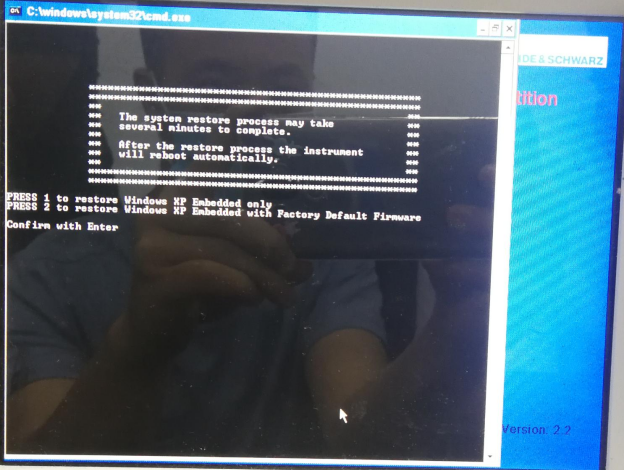 C:\windows\system32\cmd.exe
DE & SCHWARZ
tition
****************************************************************
****************************************************************
*** ***
*** The system restore process may take ***
*** several minutes to complete. ***
*** ***
*** After the restore process the instrument ***
*** will reboot automatically. ***
*** ***
****************************************************************
****************************************************************
PRESS 1 to restore Windows XP Embedded only
PRESS 2 to restore Windows XP Embedded with Factory Default Firmware
Confirm with Enter
Version: 2.2